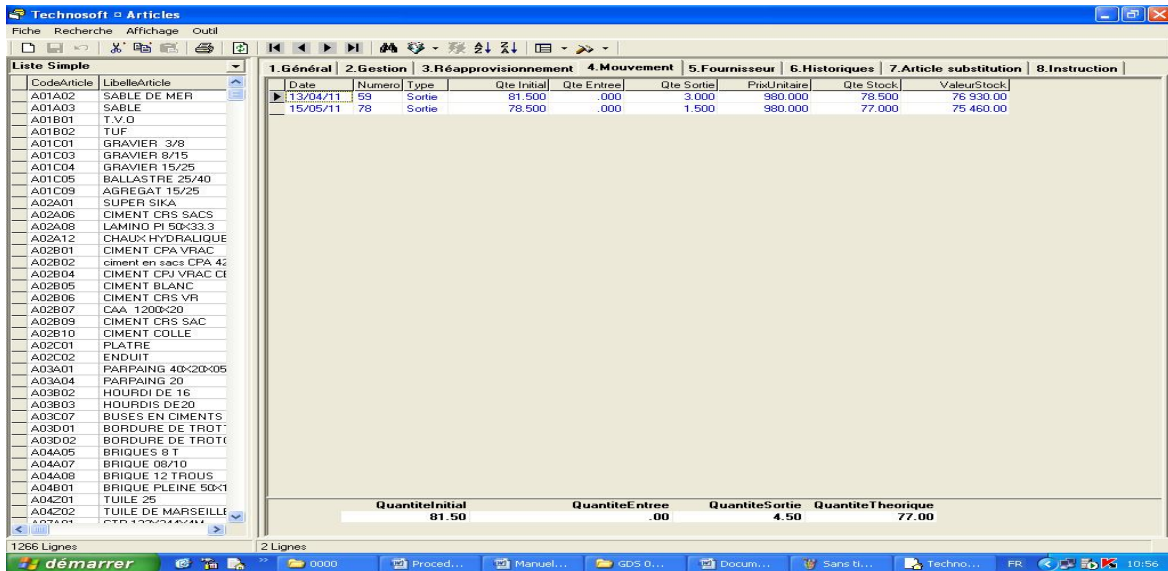 Technosoft ¤ Articles
Fiche Recherche Affichage Outil
Liste Simple
1.Général 2.Gestion 3.Réapprovisionnement 4.Mouvement 5.Fournisseur 6.Historiques 7.Article substitution 8.Instruction
CodeArticle LibelleArticle
A01A02 SABLE DE MER
A01A03 SABLE
A01B01 T.V.O
A01B02 TUF
A01C01 GRAVIER 3/8
A01C03 GRAVIER 8/15
A01C04 GRAVIER 15/25
A01C05 BALLASTRE 25/40
A01C09 AGREGAT 15/25
A02A01 SUPER SIKA
A02A06 CIMENT CRS SACS
A02A08 LAMINO PI 50X33.3
A02A12 CHAUX HYDRALIQUE
A02B01 CIMENT CPA VRAC
A02B02 ciment en sacs CPA 42
A02B04 CIMENT CPJ VRAC CE
A02B05 CIMENT BLANC
A02B06 CIMENT CRS VR
A02B07 CAA 1200X20
A02B09 CIMENT CRS SAC
A02B10 CIMENT COLLE
A02C01 PLATRE
A02C02 ENDUIT
A03A01 PARPAING 40X20X05
A03A04 PARPAING 20
A03B02 HOURDI DE 16
A03B03 HOURDIS DE20
A03C07 BUSES EN CIMENTS
A03D01 BORDURE DE TROTT
A03D02 BORDURE DE TROTO
A04A05 BRIQUES 8 T
A04A07 BRIQUE 08/10
A04A08 BRIQUE 12 TROUS
A04B01 BRIQUE PLEINE 50X1
A04Z01 TUILE 25
A04Z02 TUILE DE MARSEILLE
Date Numero Type Qte Initial Qte Entree Qte Sortie PrixUnitaire Qte Stock ValeurStock
13/04/11 59 Sortie 81.500 .000 3.000 980.000 78.500 76 930.00
15/05/11 78 Sortie 78.500 .000 1.500 980.000 77.000 75 460.00
QuantiteInitial QuantiteEntree QuantiteSortie QuantiteTheorique
81.50 .00 4.50 77.00
1266 Lignes 2 Lignes
démarrer 0000 Proced... Manuel... GDS 0... Docum... Sans ti... Techno... FR 10:56